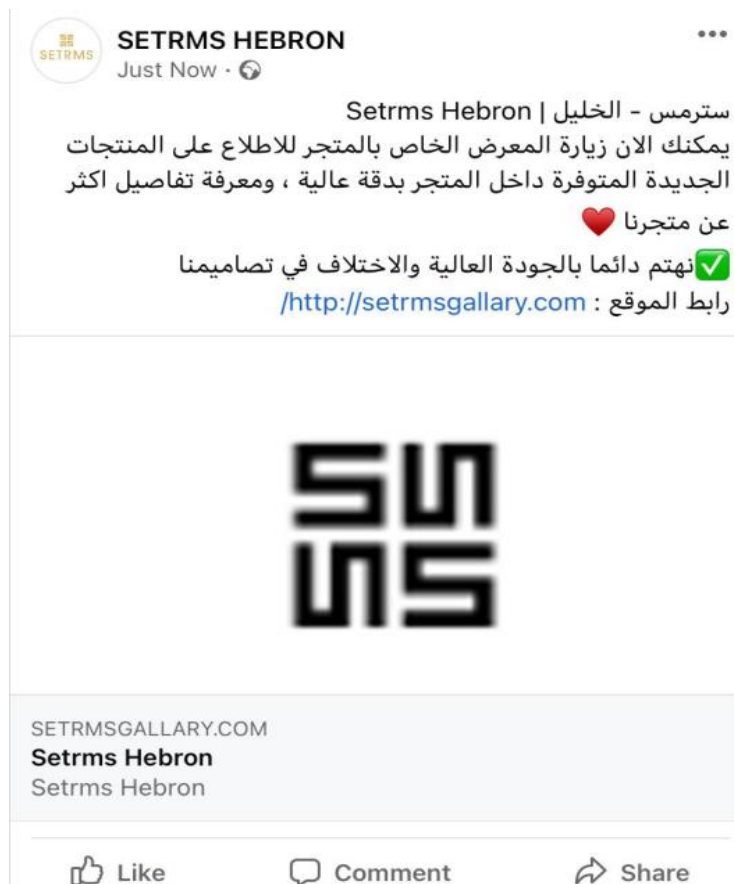 SETRMS
SETRMS HEBRON
Just Now ·
سترمس - الخليل | Setrms Hebron
يمكنك الان زيارة المعرض الخاص بالمتجر للاطلاع على المنتجات
الجديدة المتوفرة داخل المتجر بدقة عالية ، ومعرفة تفاصيل اكثر
عن متجرنا ♥️
✅نهتم دائما بالجودة العالية والاختلاف في تصاميمنا
رابط الموقع : http://setrmsgallary.com/
SETRMSGALLARY.COM
Setrms Hebron
Setrms Hebron
Like Comment Share